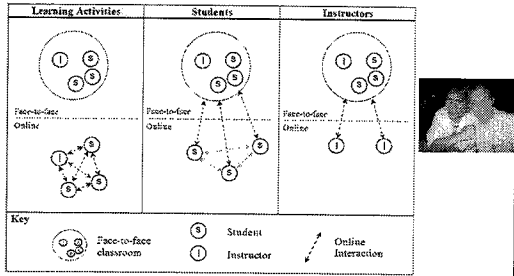 Learning Activities
Students
Instructors
I
S
S
S
I
S
S
S
I
S
S
S
Face-to-face
Face-to-face
Face-to-face
Online
Online
Online
S
I
S
S
S
S
S
I
I
Key
Face-to-face
classroom
S
Student
I
Instructor
Online
Interaction